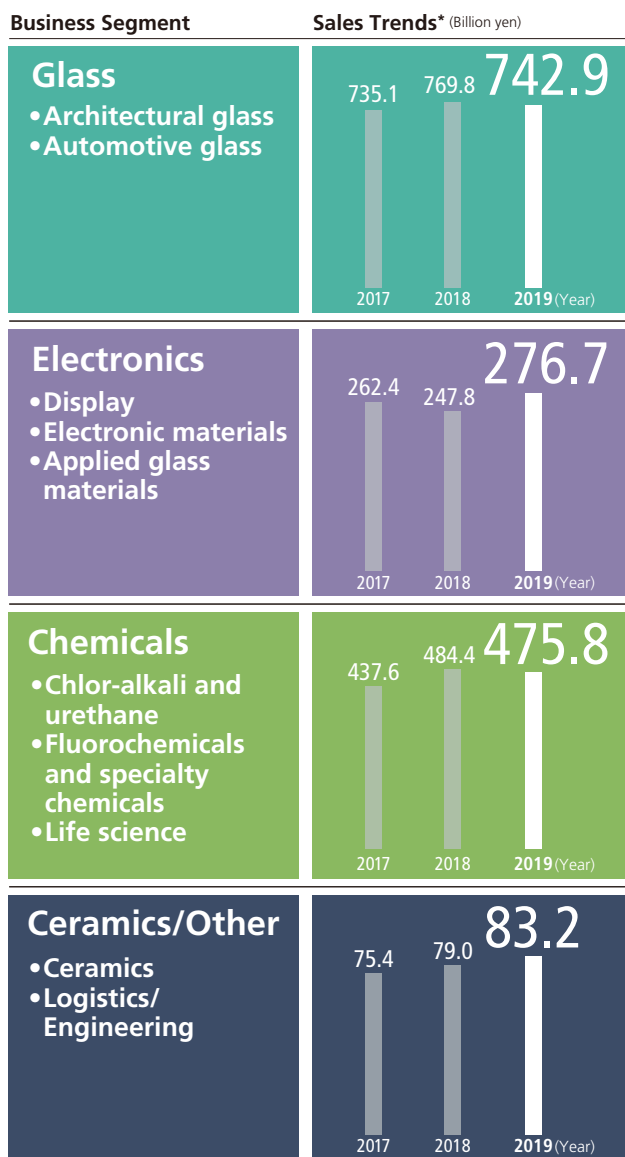 Business Segment
Sales Trends* (Billion yen)
Glass
•Architectural glass
•Automotive glass
735.1
769.8
742.9
2017
2018
2019(Year)
Electronics
•Display
•Electronic materials
•Applied glass
materials
262.4
247.8
276.7
2017
2018
2019(Year)
Chemicals
•Chlor-alkali and
urethane
•Fluorochemicals
and specialty
chemicals
•Life science
437.6
484.4
475.8
2017
2018
2019(Year)
Ceramics/Other
•Ceramics
•Logistics/
Engineering
75.4
79.0
83.2
2017
2018
2019(Year)